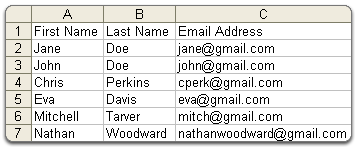 A B C
1 First Name Last Name Email Address
2 Jane Doe jane@gmail.com
3 John Doe john@gmail.com
4 Chris Perkins cperk@gmail.com
5 Eva Davis eva@gmail.com
6 Mitchell Tarver mitch@gmail.com
7 Nathan Woodward nathanwoodward@gmail.com